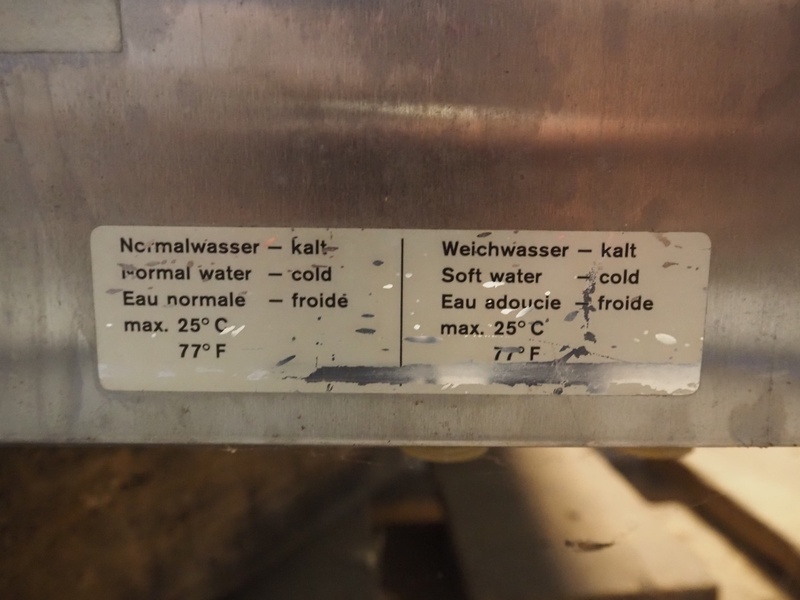 Normalwasser – kalt
Normal water – cold
Eau normale – froide
max. 25° C
77° F
Weichwasser – kalt
Soft water – cold
Eau adoucie – froide
max. 25° C
77° F